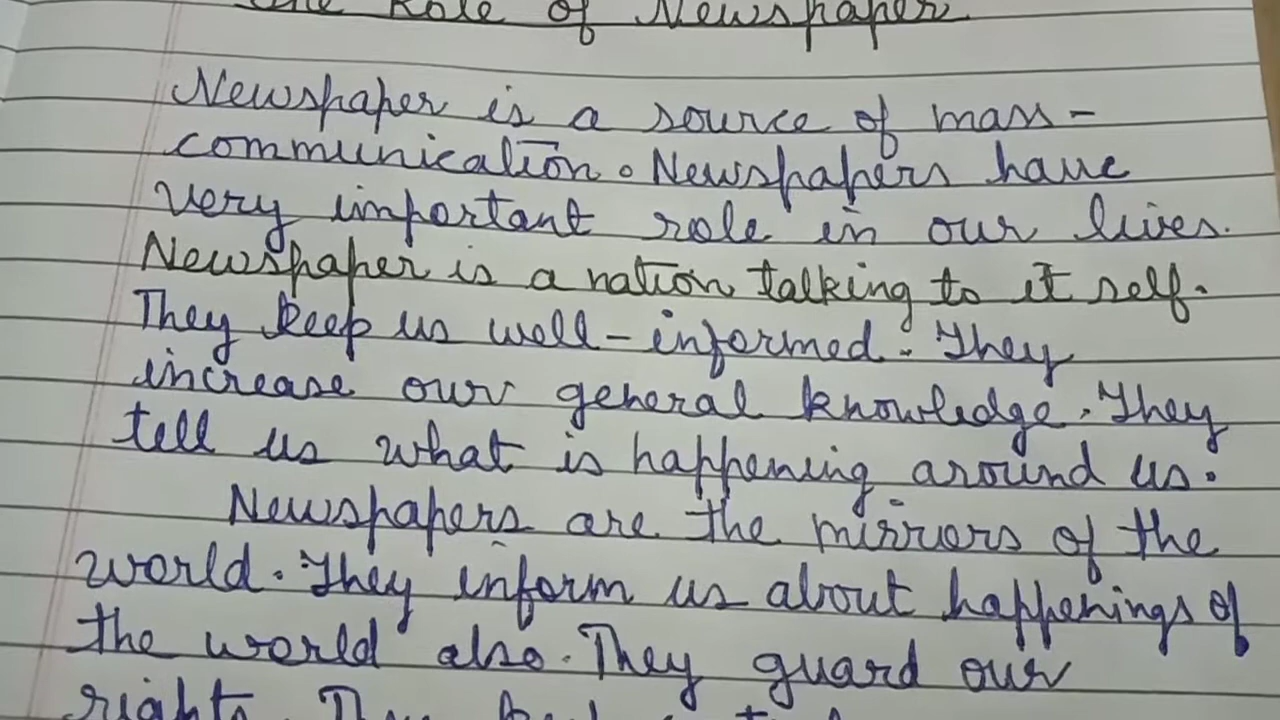 The Role of Newspaper
Newspaper is a source of mass-
communication. Newspapers have
very important role in our lives.
Newspaper is a nation talking to it self.
They keep us well-informed. They
increase our general knowledge. They
tell us what is happening around us.
Newspapers are the mirrors of the
world. They inform us about happenings of
the world also. They guard our
rights.